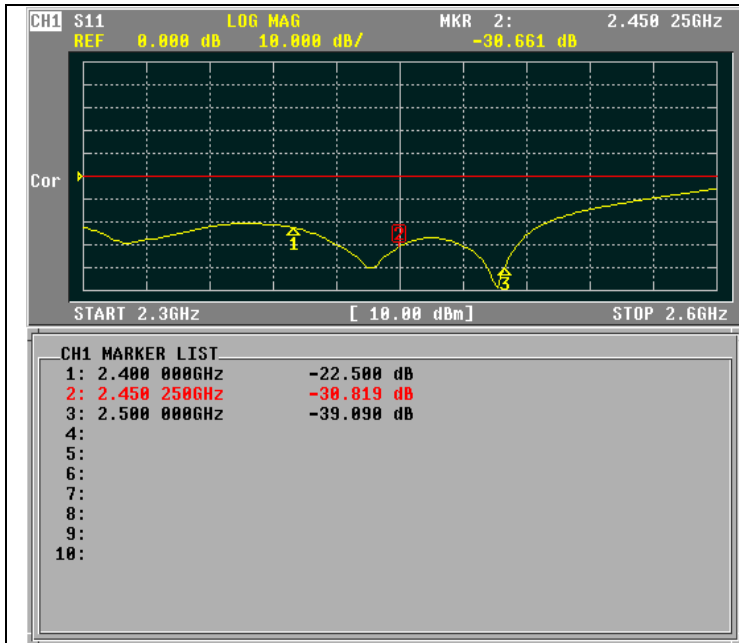 CH1 S11 LOG MAG MKR 2: 2.450 25GHz
REF 0.000 dB 10.000 dB/ -30.661 dB
Cor
1
2
3
START 2.3GHz [ 10.00 dBm] STOP 2.6GHz
CH1 MARKER LIST
1: 2.400 000GHz -22.500 dB
2: 2.450 250GHz -30.819 dB
3: 2.500 000GHz -39.090 dB
4:
5:
6:
7:
8:
9:
10: